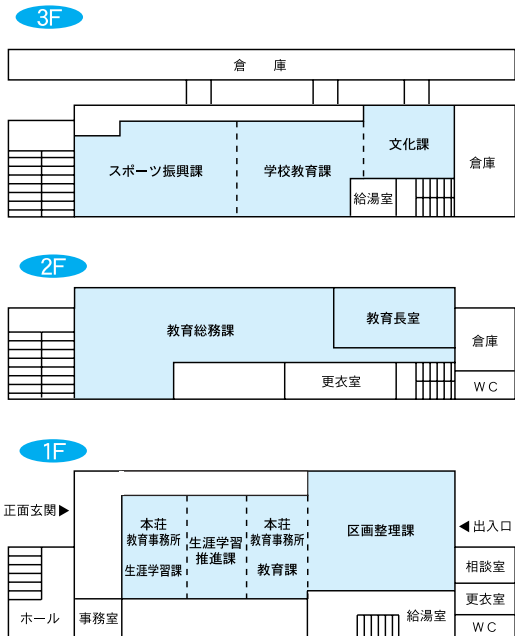 3F
倉　庫
文化課
倉庫
スポーツ振興課
学校教育課
給湯室
2F
教育長室
教育総務課
倉庫
更衣室
WC
1F
正面玄関▶
◀出入口
本荘
教育事務所
生涯学習課
生涯学習
推進課
本荘
教育事務所
教育課
区画整理課
相談室
更衣室
ホール
事務室
給湯室
WC